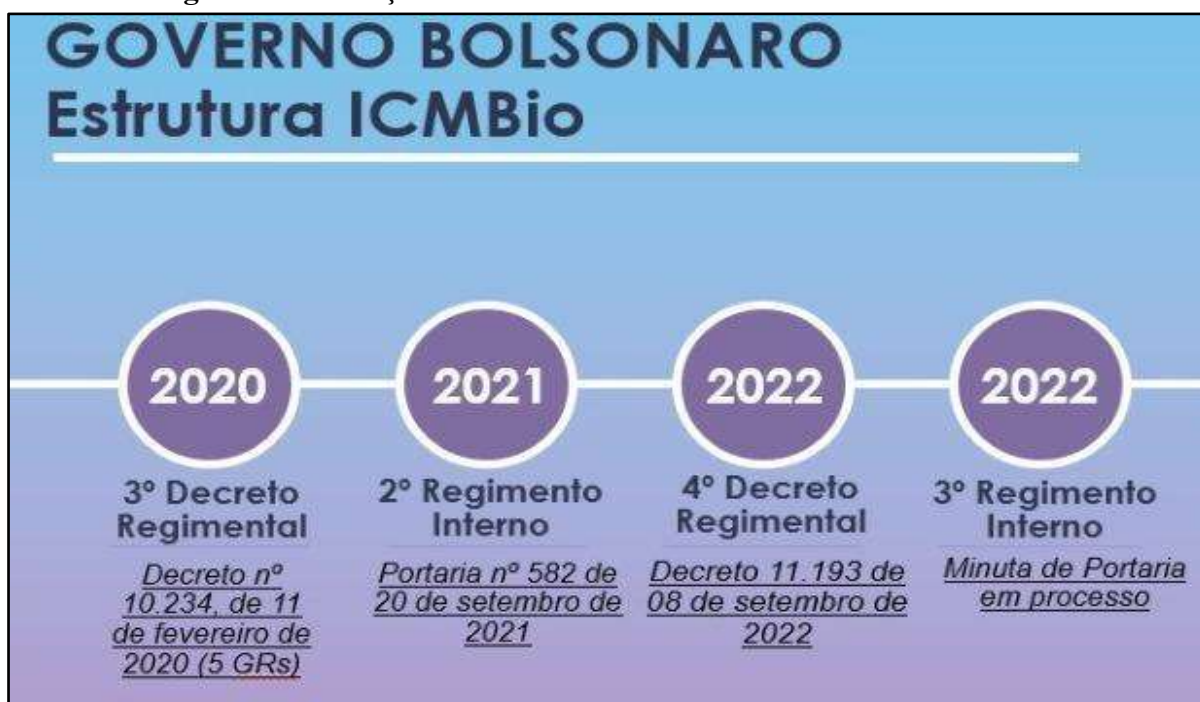 GOVERNO BOLSONARO
Estrutura ICMBio
2020
3º Decreto
Regimental
Decreto nº
10.234, de 11
de fevereiro de
2020 (5 GRs)
2021
2º Regimento
Interno
Portaria nº 582 de
20 de setembro de
2021
2022
4º Decreto
Regimental
Decreto 11.193 de
08 de setembro de
2022
2022
3º Regimento
Interno
Minuta de Portaria
em processo